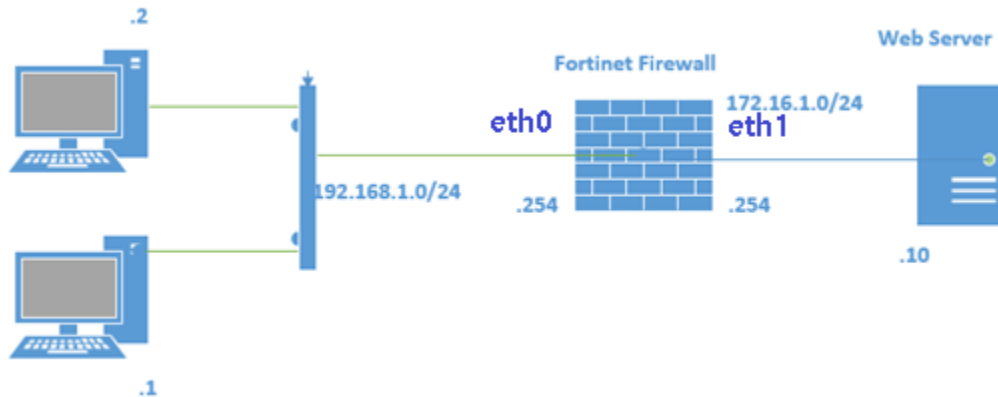 .2
Web Server
Fortinet Firewall
172.16.1.0/24
eth0
eth1
192.168.1.0/24
.254
.254
.10
.1